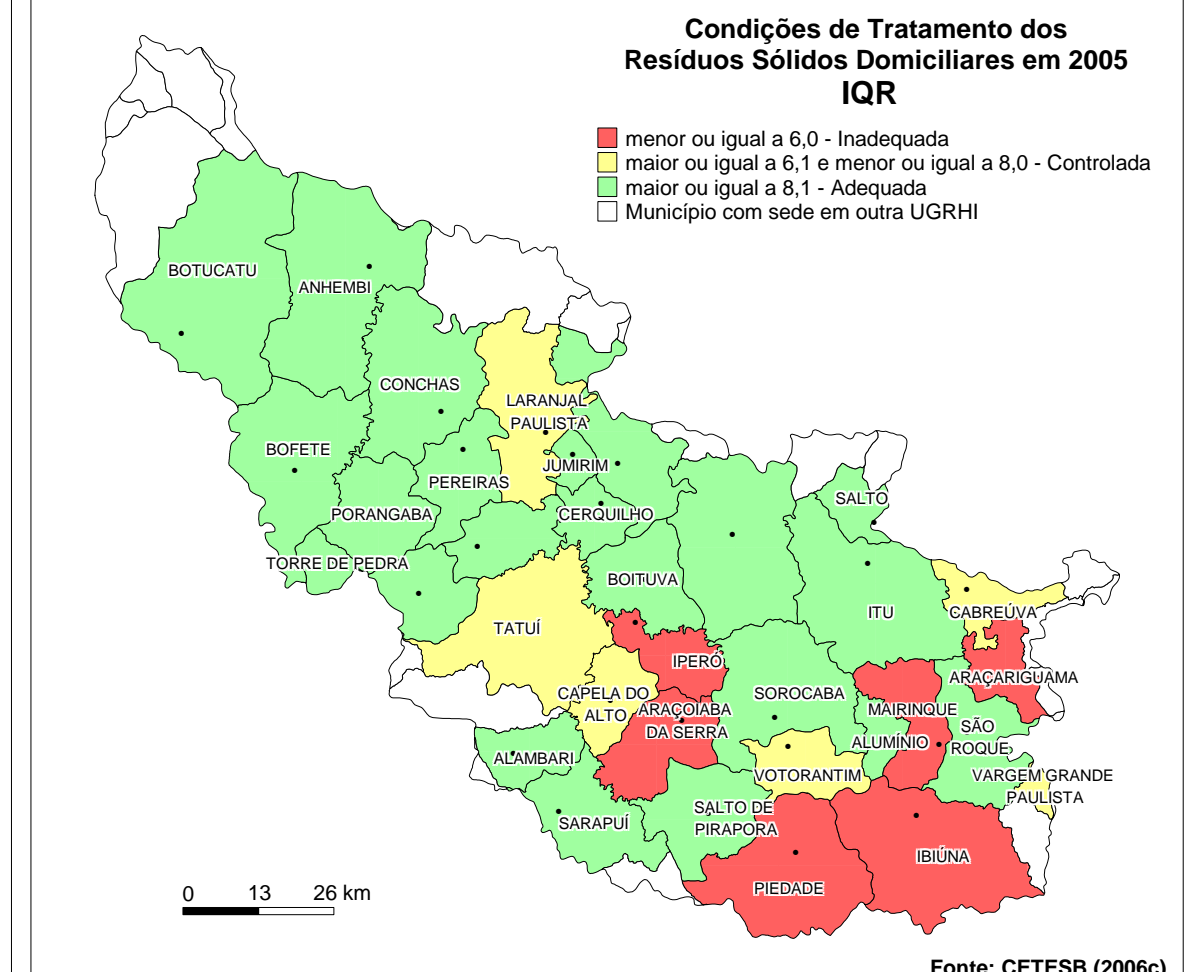 Condições de Tratamento dos
Resíduos Sólidos Domiciliares em 2005
IQR
menor ou igual a 6,0 - Inadequada
maior ou igual a 6,1 e menor ou igual a 8,0 - Controlada
maior ou igual a 8,1 - Adequada
Município com sede em outra UGRHI
BOTUCATU
ANHEMBI
CONCHAS
LARANJAL
PAULISTA
BOFETE
JUMIRIM
PEREIRAS
SALTO
PORANGABA
CERQUILHO
TORRE DE PEDRA
BOITUVA
ITU
CABREÚVA
TATUÍ
IPERÓ
ARAÇARIGUAMA
CAPELA DO
ALTO
SOROCABA
ARAÇOIABA
DA SERRA
MAIRINQUE
SÃO
ROQUE
ALUMÍNIO
ALAMBARI
VOTORANTIM
VARGEM GRANDE
PAULISTA
SALTO DE
PIRAPORA
SARAPUÍ
IBIÚNA
PIEDADE
0 13 26 km
Fonte: CETESB (2006c)